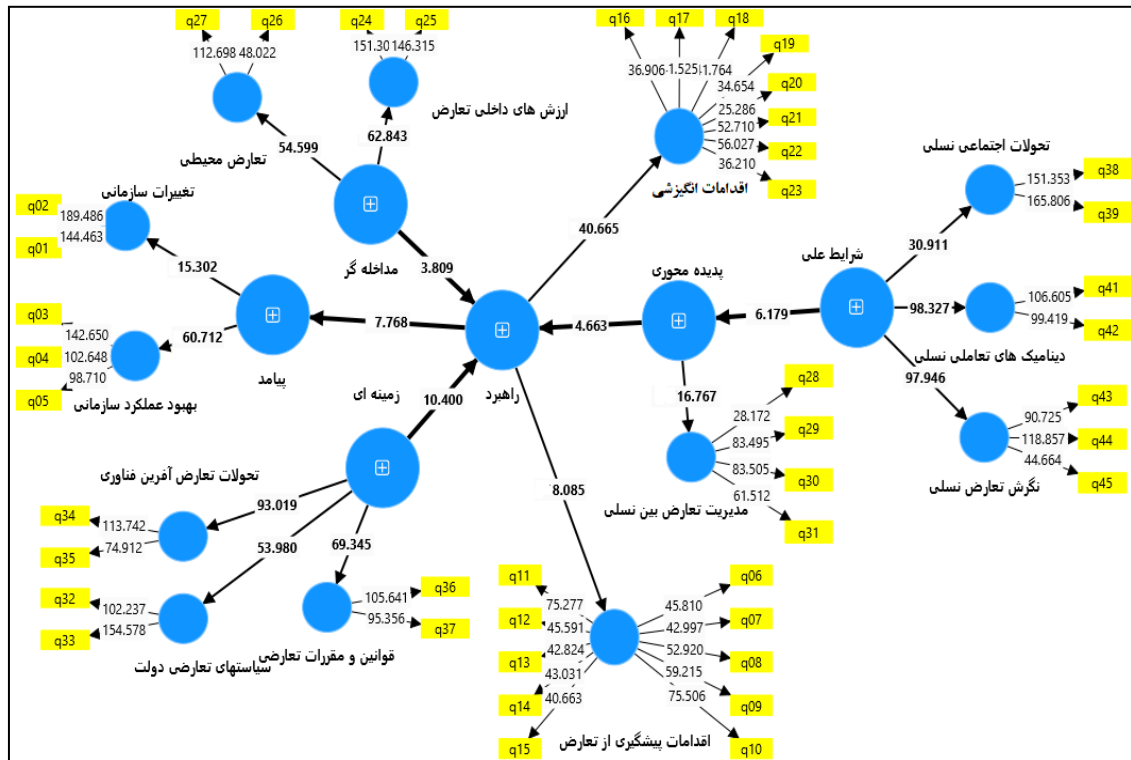 q27
q26
q24
q25
q16
q17
q18
q19
q20
q21
q22
q23
112.698
48.022
146.315
36.906
34.654
25.286
52.710
56.027
36.210
ارزش های داخلی تعارض
62.843
54.599
تعارض محیطی
اقدامات انگیزشی
تحولات اجتماعی نسلی
q38
q39
151.353
165.806
تغییرات سازمانی
q02
q01
189.486
144.463
15.302
مداخله گر
3.809
40.665
پدیده محوری
شرایط علی
30.911
q03
q04
q05
142.650
102.648
98.710
60.712
7.768
4.663
6.179
98.327
q41
q42
106.605
99.419
دینامیک های تعاملی نسلی
پیامد
راهبرد
بهبود عملکرد سازمانی
زمینه ای
10.400
16.767
97.946
q28
q29
q30
q31
28.172
83.495
83.505
61.512
مدیریت تعارض بین نسلی
q43
q44
q45
90.725
118.857
44.664
نگرش تعارض نسلی
تحولات تعارض آفرین فناوری
q34
q35
113.742
74.912
93.019
53.980
69.345
8.085
q32
q33
102.237
154.578
سیاستهای تعارضی دولت
q36
q37
105.641
95.356
قوانین و مقررات تعارضی
q11
q12
q13
q14
q15
75.277
45.591
42.824
43.031
40.663
q06
q07
q08
q09
q10
45.810
42.997
52.920
59.215
75.506
اقدامات پیشگیری از تعارض